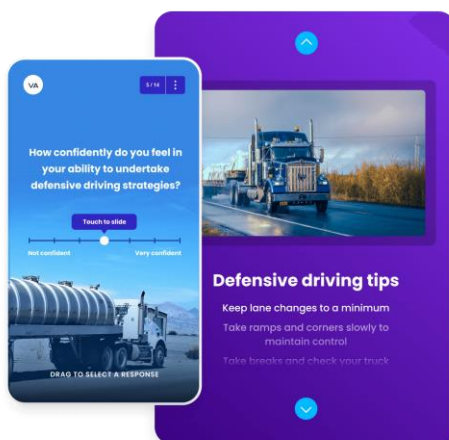 VA
5 / 14
How confidently do you feel in
your ability to undertake
defensive driving strategies?
Touch to slide
Not confident
Very confident
DRAG TO SELECT A RESPONSE
Defensive driving tips
Keep lane changes to a minimum
Take ramps and corners slowly to
maintain control
Take breaks and check your truck